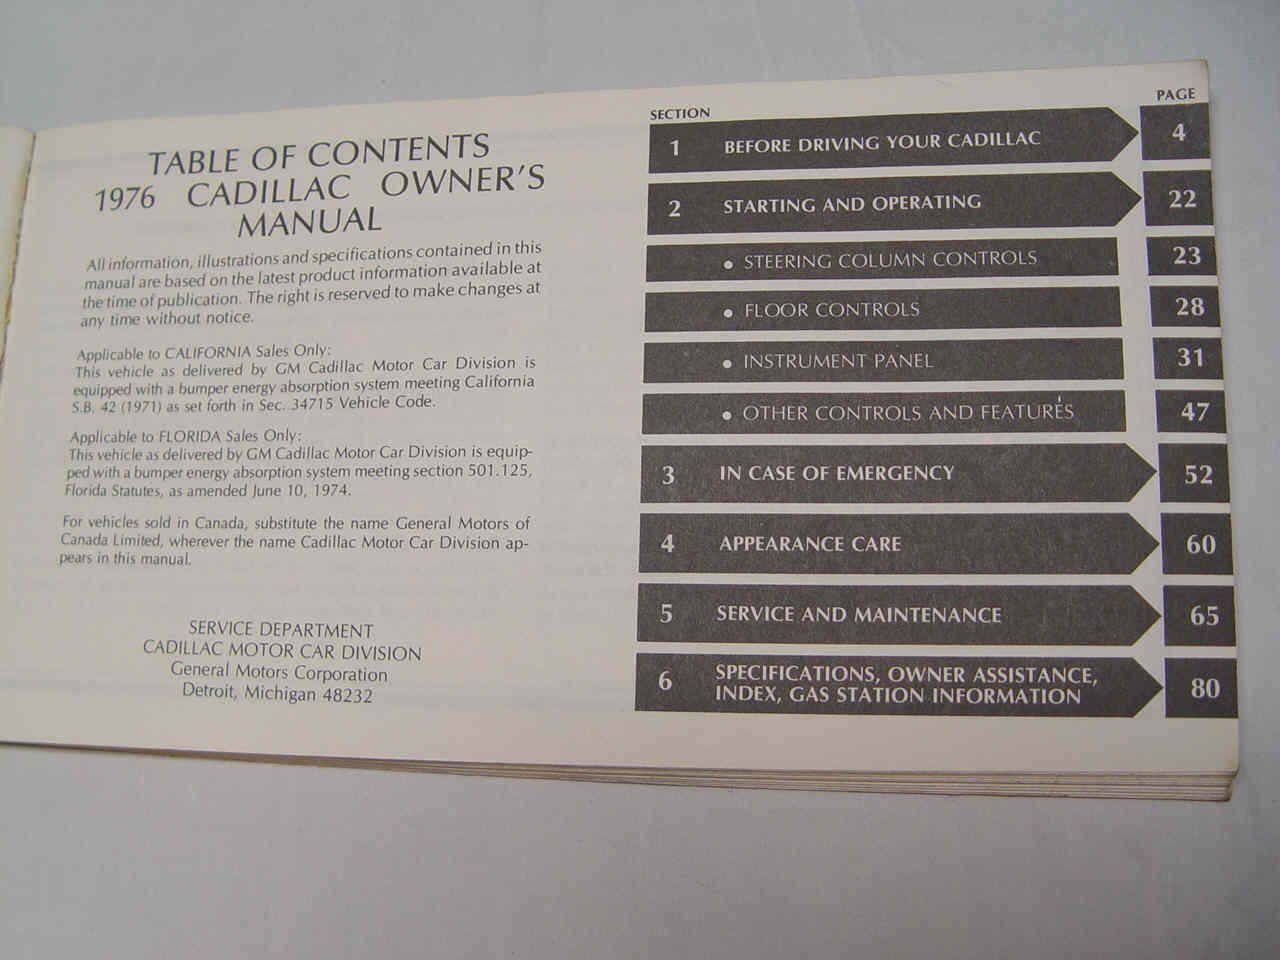 TABLE OF CONTENTS
1976 CADILLAC OWNER'S
MANUAL
All information, illustrations and specifications contained in this
manual are based on the latest product information available at
the time of publication. The right is reserved to make changes at
any time without notice.
Applicable to CALIFORNIA Sales Only:
This vehicle as delivered by GM Cadillac Motor Car Division is
equipped with a bumper energy absorption system meeting California
S.B. 42 (1971) as set forth in Sec. 34715 Vehicle Code.
Applicable to FLORIDA Sales Only:
This vehicle as delivered by GM Cadillac Motor Car Division is equip-
ped with a bumper energy absorption system meeting section 501.125,
Florida Statutes, as amended June 10, 1974.
For vehicles sold in Canada, substitute the name General Motors of
Canada Limited, wherever the name Cadillac Motor Car Division ap-
pears in this manual.
SERVICE DEPARTMENT
CADILLAC MOTOR CAR DIVISION
General Motors Corporation
Detroit, Michigan 48232
SECTION PAGE
1 BEFORE DRIVING YOUR CADILLAC 4
2 STARTING AND OPERATING 22
• STEERING COLUMN CONTROLS 23
• FLOOR CONTROLS 28
• INSTRUMENT PANEL 31
• OTHER CONTROLS AND FEATURES 47
3 IN CASE OF EMERGENCY 52
4 APPEARANCE CARE 60
5 SERVICE AND MAINTENANCE 65
6 SPECIFICATIONS, OWNER ASSISTANCE,
INDEX, GAS STATION INFORMATION 80